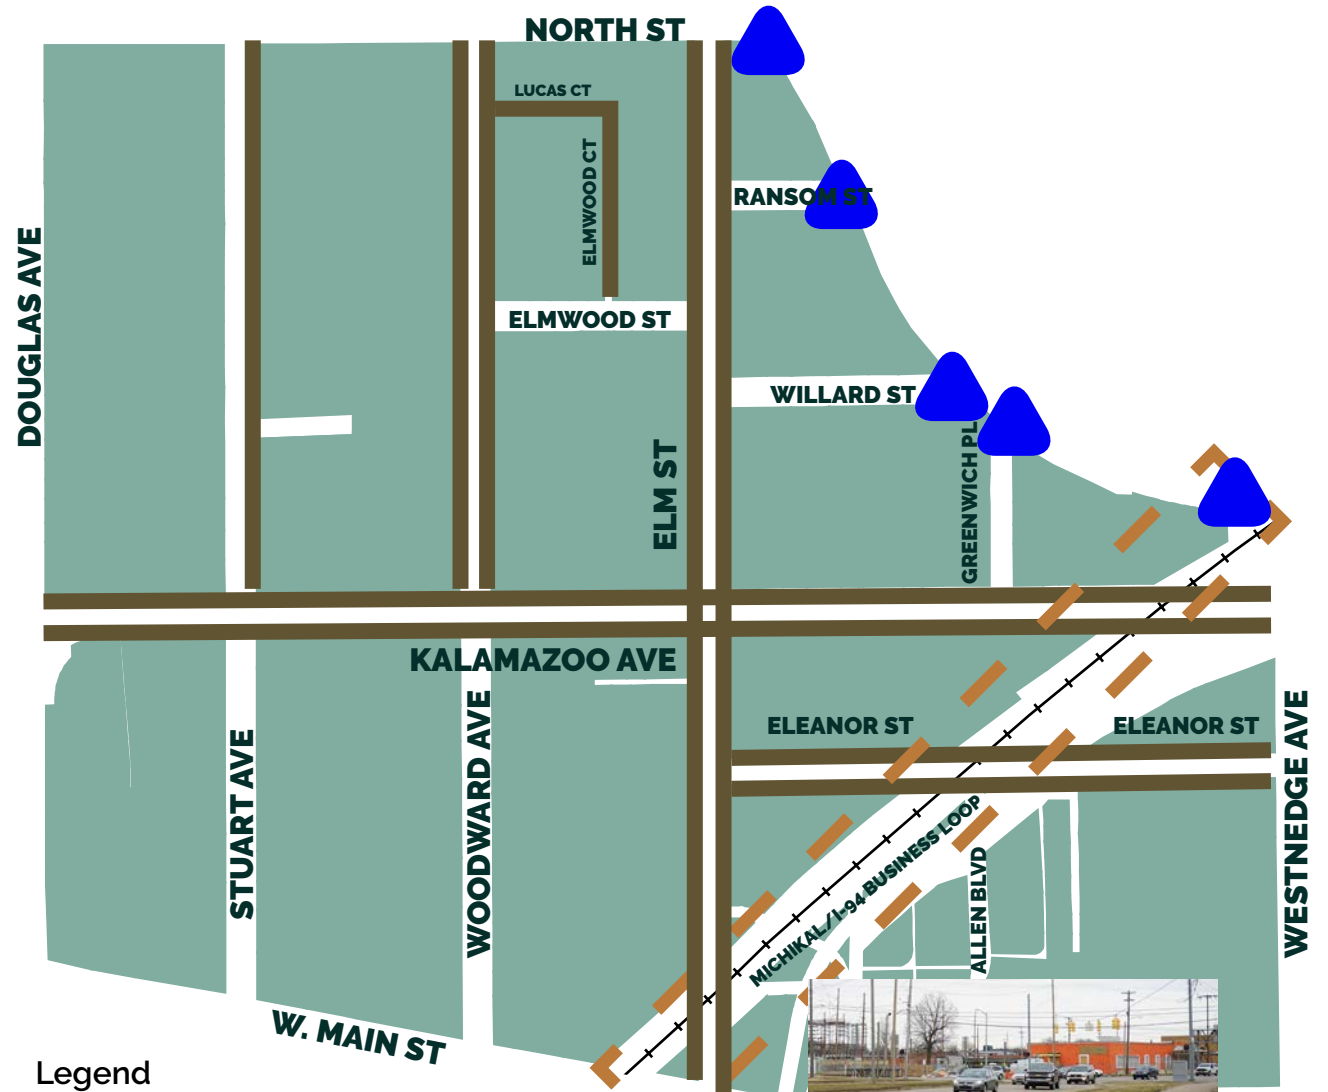 NORTH ST
LUCAS CT
ELMWOOD CT
RANSOM ST
DOUGLAS AVE
ELMWOOD ST
WILLARD ST
ELM ST
GREENWICH PL
KALAMAZOO AVE
ELEANOR ST
ELEANOR ST
STUART AVE
WOODWARD AVE
WESTNEDGE AVE
MICHIKAL/I-94 BUSINESS LOOP
ALLEN BLVD
W. MAIN ST
Legend